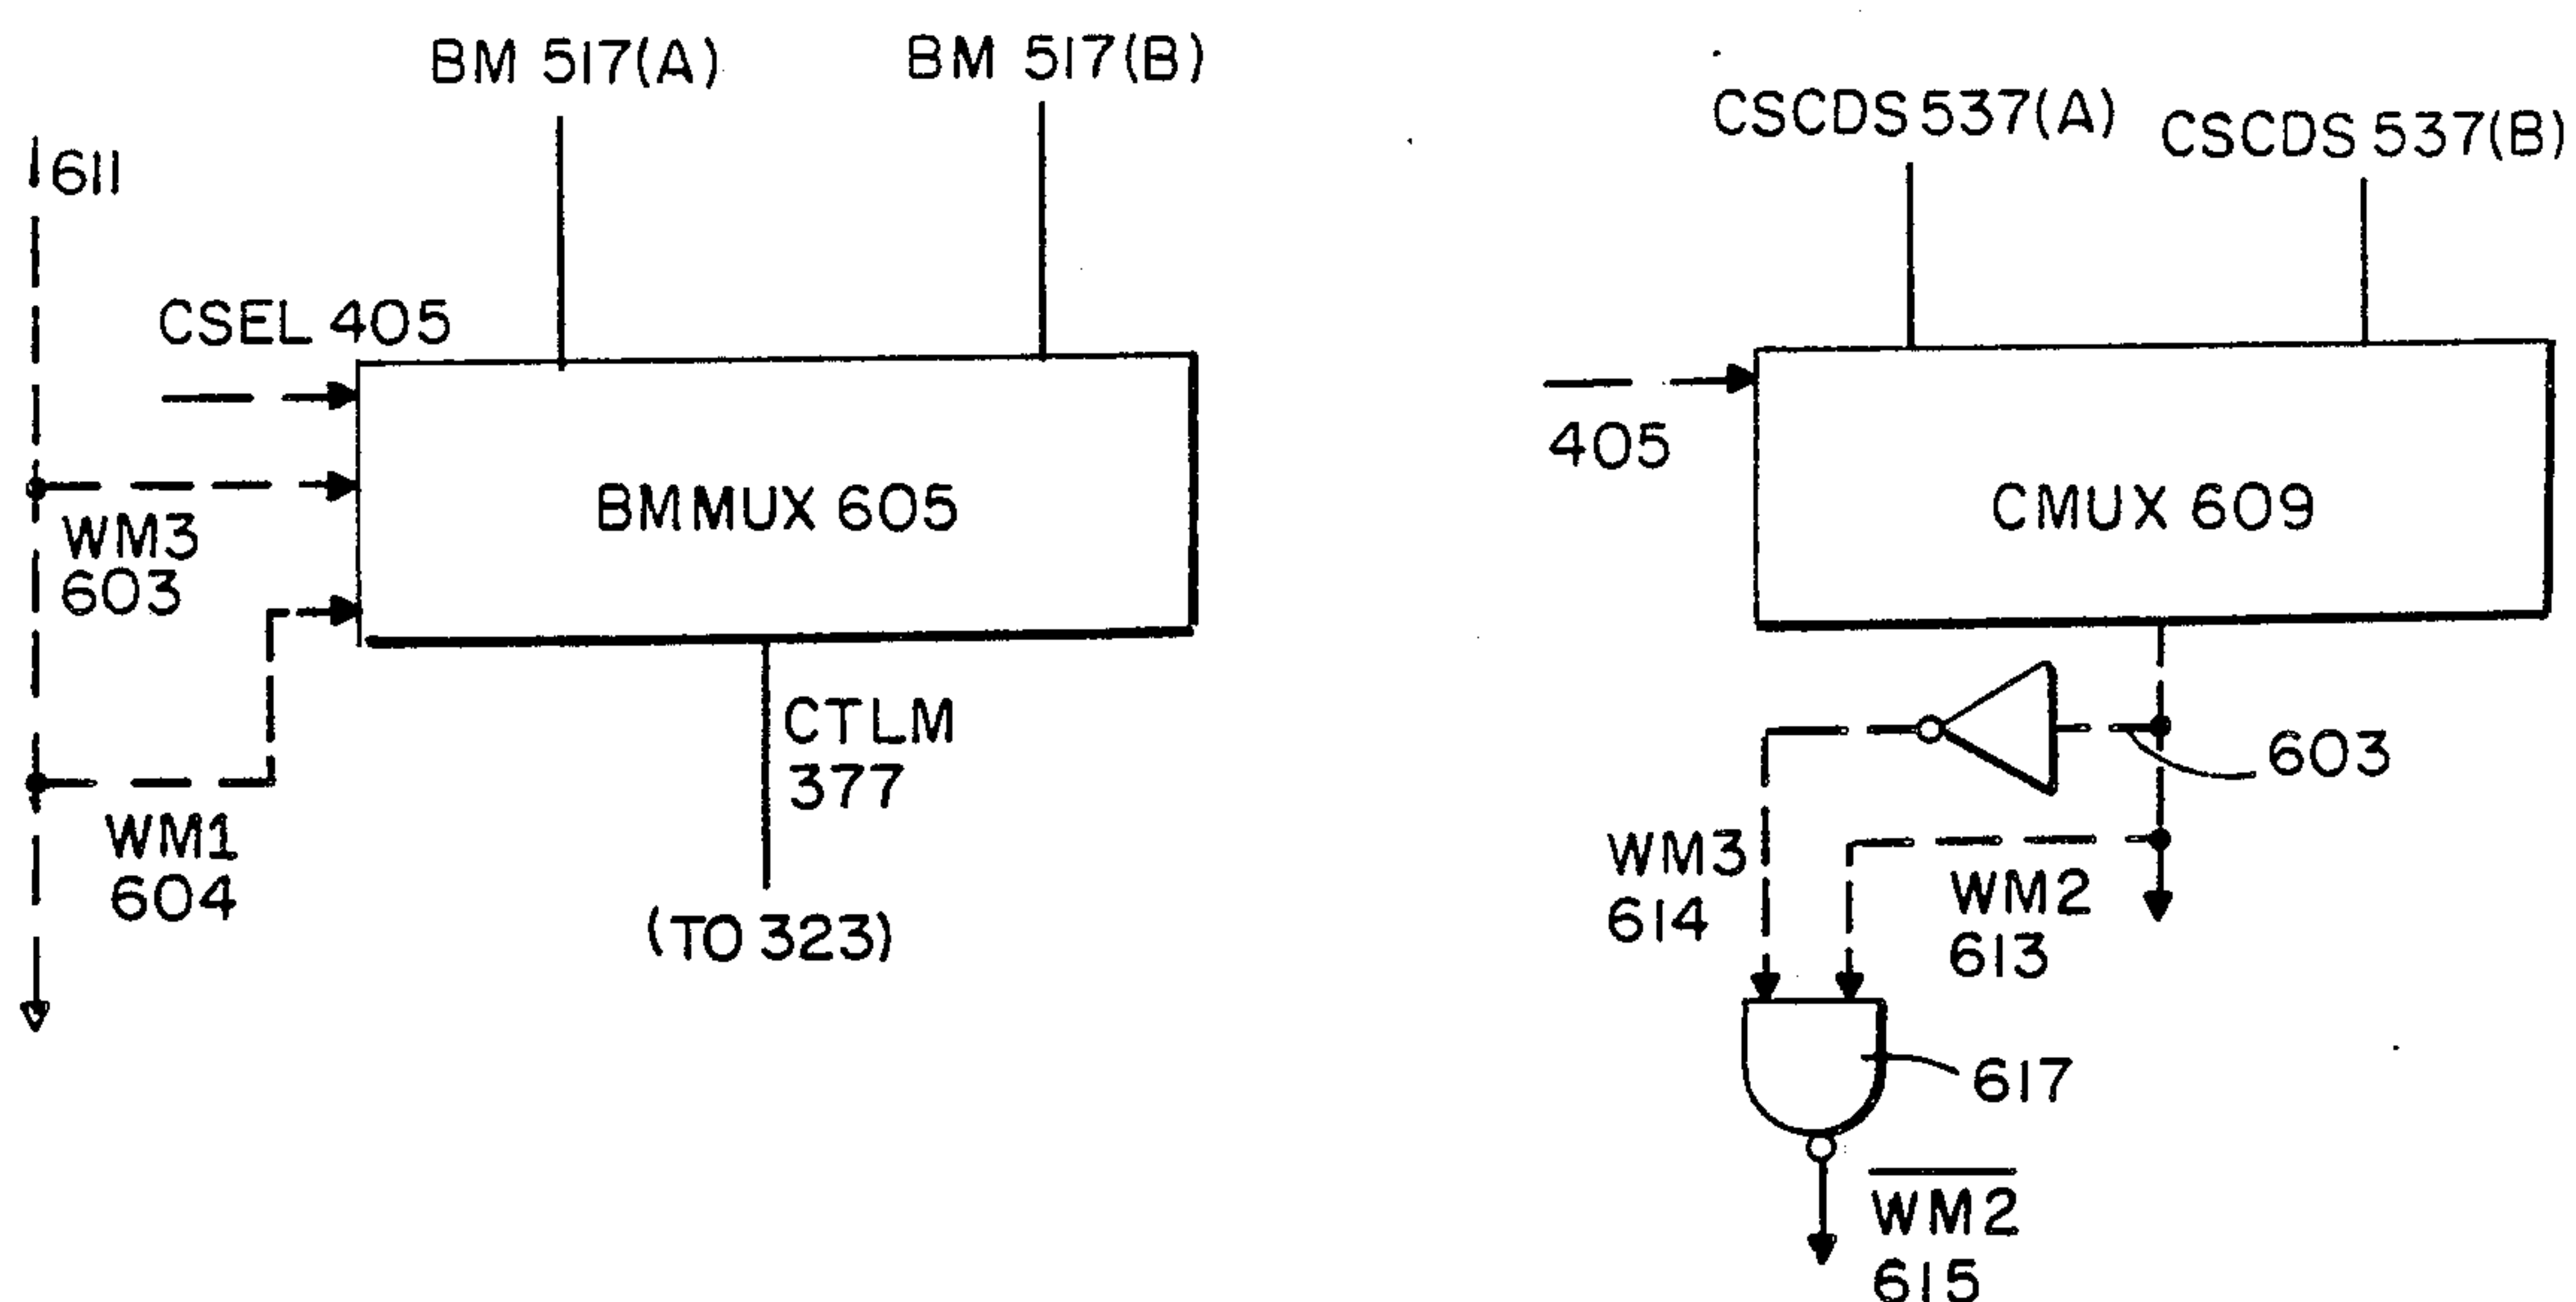 BM 517(A)
BM 517(B)
611
CSEL 405
BMMUX 605
WM3
603
WM1
604
CTLM
377
(TO 323)
CSCDS 537(A)
CSCDS 537(B)
405
CMUX 609
603
WM3
614
WM2
613
617
WM2
615